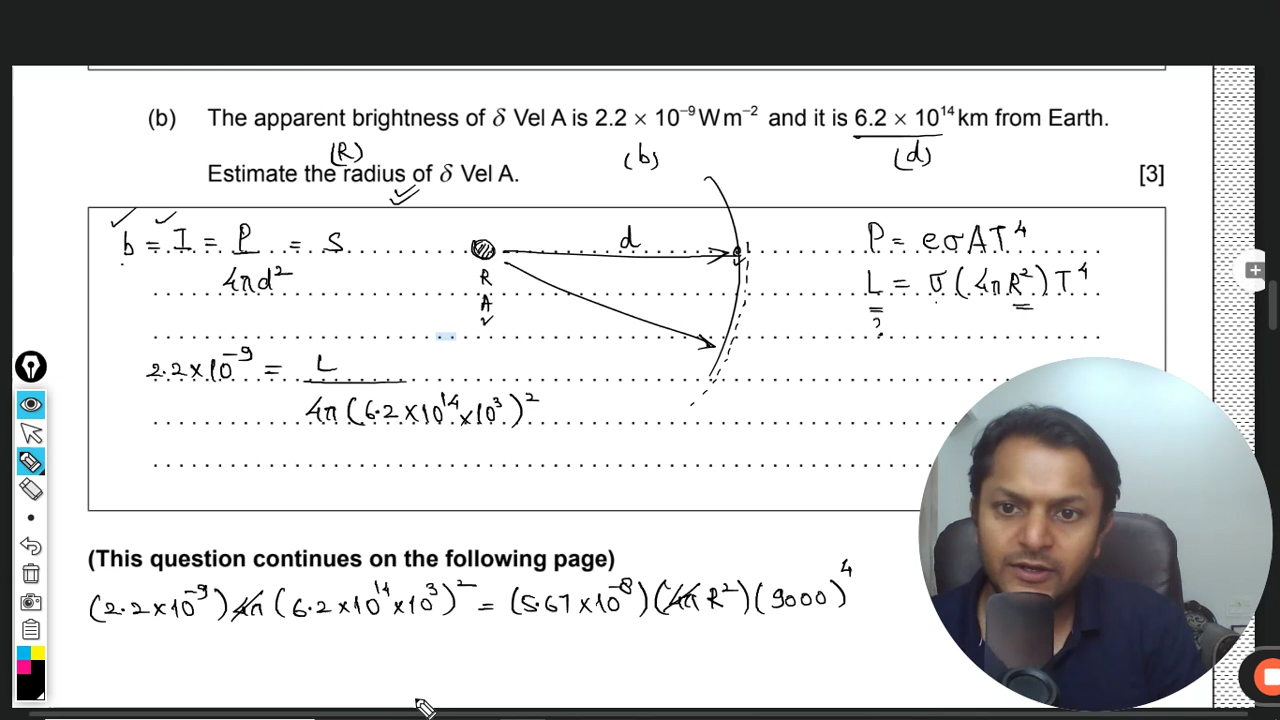 (b) The apparent brightness of δ Vel A is 2.2 × 10⁻⁹ W m⁻² and it is 6.2 × 10¹⁴ km from Earth.
(R) (b) (d)
Estimate the radius of δ Vel A. [3]
b = I = P / 4πd² = S
d
P = eσAT⁴
R
A
L = σ(4πR²)T⁴
?
2.2×10⁻⁹ = L / 4π(6.2×10¹⁴×10³)²
(This question continues on the following page)
(2.2×10⁻⁹) 4π (6.2×10¹⁴×10³)² = (5.67×10⁻⁸)(4πR²)(9000)⁴